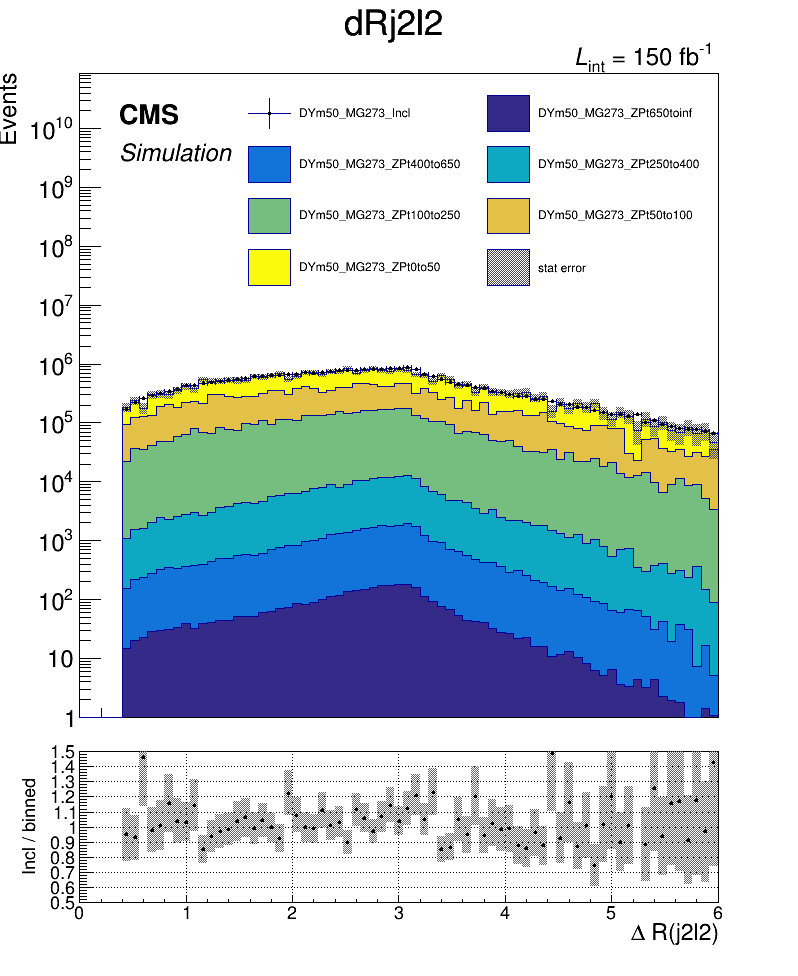 dRj2l2
L_int = 150 fb^-1
Events
CMS
Simulation
DYm50_MG273_Incl
DYm50_MG273_ZPt650toinf
DYm50_MG273_ZPt400to650
DYm50_MG273_ZPt250to400
DYm50_MG273_ZPt100to250
DYm50_MG273_ZPt50to100
DYm50_MG273_ZPt0to50
stat error
10^10
10^9
10^8
10^7
10^6
10^5
10^4
10^3
10^2
10
1
Incl / binned
1.5
1.4
1.3
1.2
1.1
1
0.9
0.8
0.7
0.6
0.5
0 1 2 3 4 5 6
Δ R(j2l2)